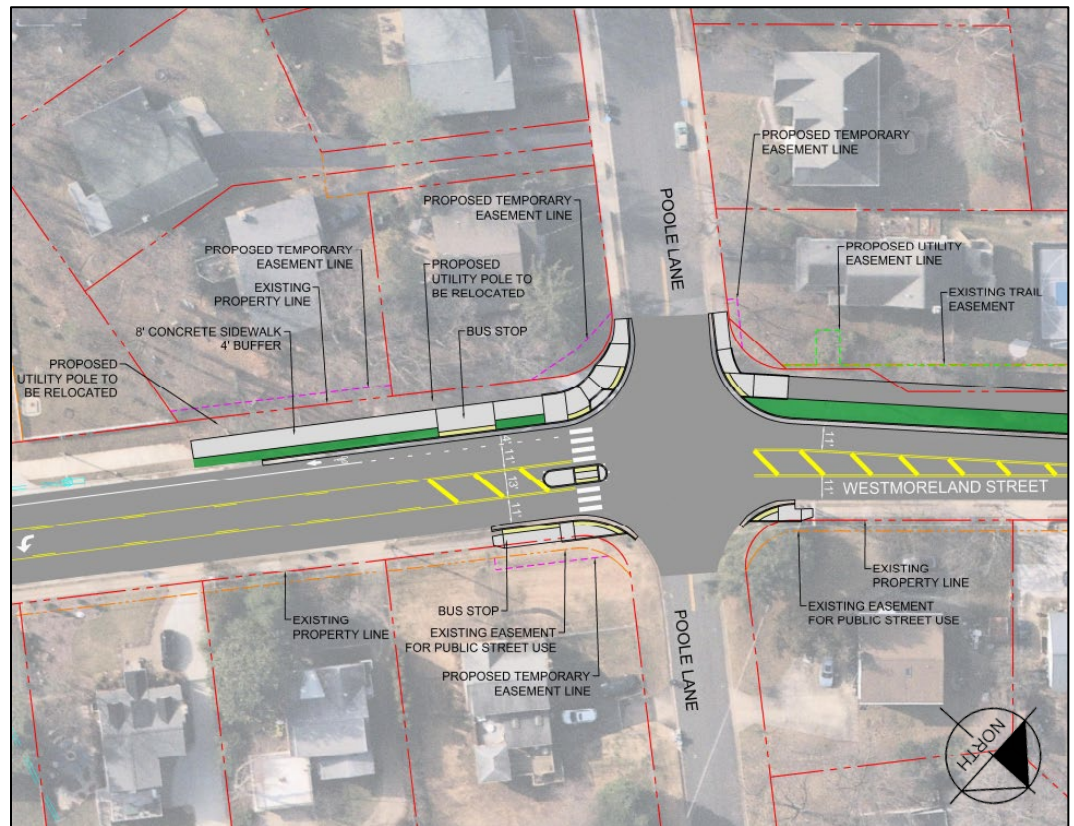 PROPOSED TEMPORARY
EASEMENT LINE
POOLE LANE
PROPOSED TEMPORARY
EASEMENT LINE
PROPOSED TEMPORARY
EASEMENT LINE
PROPOSED UTILITY
EASEMENT LINE
PROPOSED
UTILITY POLE TO
BE RELOCATED
EXISTING TRAIL
EASEMENT
EXISTING
PROPERTY LINE
8' CONCRETE SIDEWALK
4' BUFFER
BUS STOP
PROPOSED
UTILITY POLE TO
BE RELOCATED
4'
11'
13'
11'
11'
11'
WESTMORELAND STREET
BUS STOP
EXISTING
PROPERTY LINE
EXISTING
PROPERTY LINE
EXISTING EASEMENT
FOR PUBLIC STREET USE
EXISTING EASEMENT
FOR PUBLIC STREET USE
PROPOSED TEMPORARY
EASEMENT LINE
POOLE LANE
NORTH